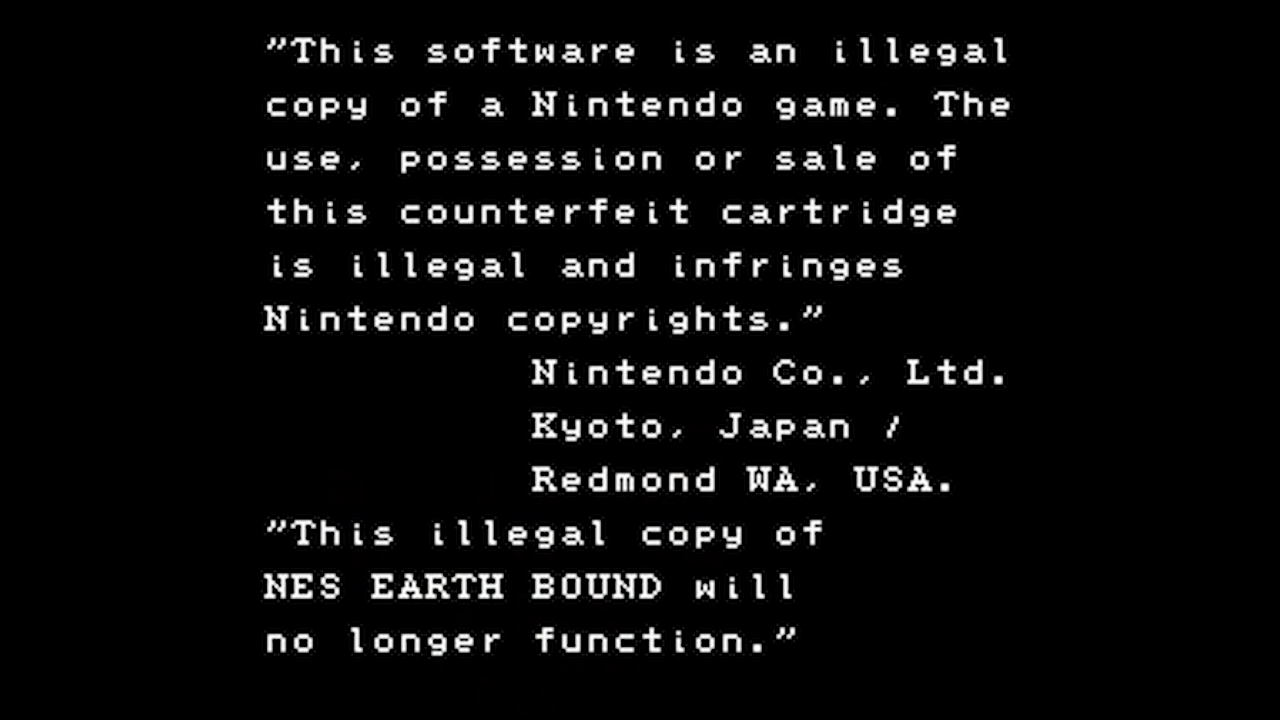 "This software is an illegal
copy of a Nintendo game. The
use, possession or sale of
this counterfeit cartridge
is illegal and infringes
Nintendo copyrights."
Nintendo Co., Ltd.
Kyoto, Japan /
Redmond WA, USA.
"This illegal copy of
NES EARTH BOUND will
no longer function."